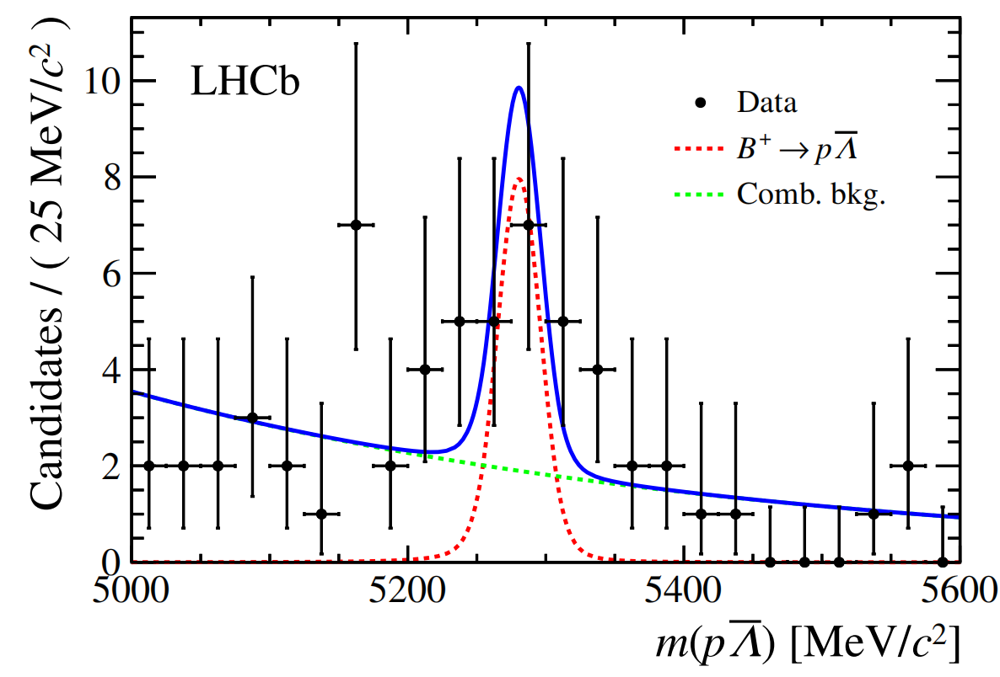 Candidates / ( 25 MeV/c² )
LHCb
Data
B⁺ → pΛ̅
Comb. bkg.
10
8
6
4
2
0
5000 5200 5400 5600
m(pΛ̅) [MeV/c²]